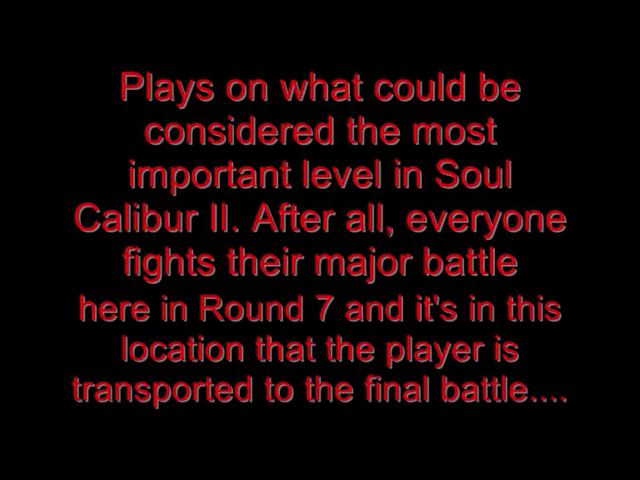 Plays on what could be
considered the most
important level in Soul
Calibur II. After all, everyone
fights their major battle
here in Round 7 and it's in this
location that the player is
transported to the final battle....